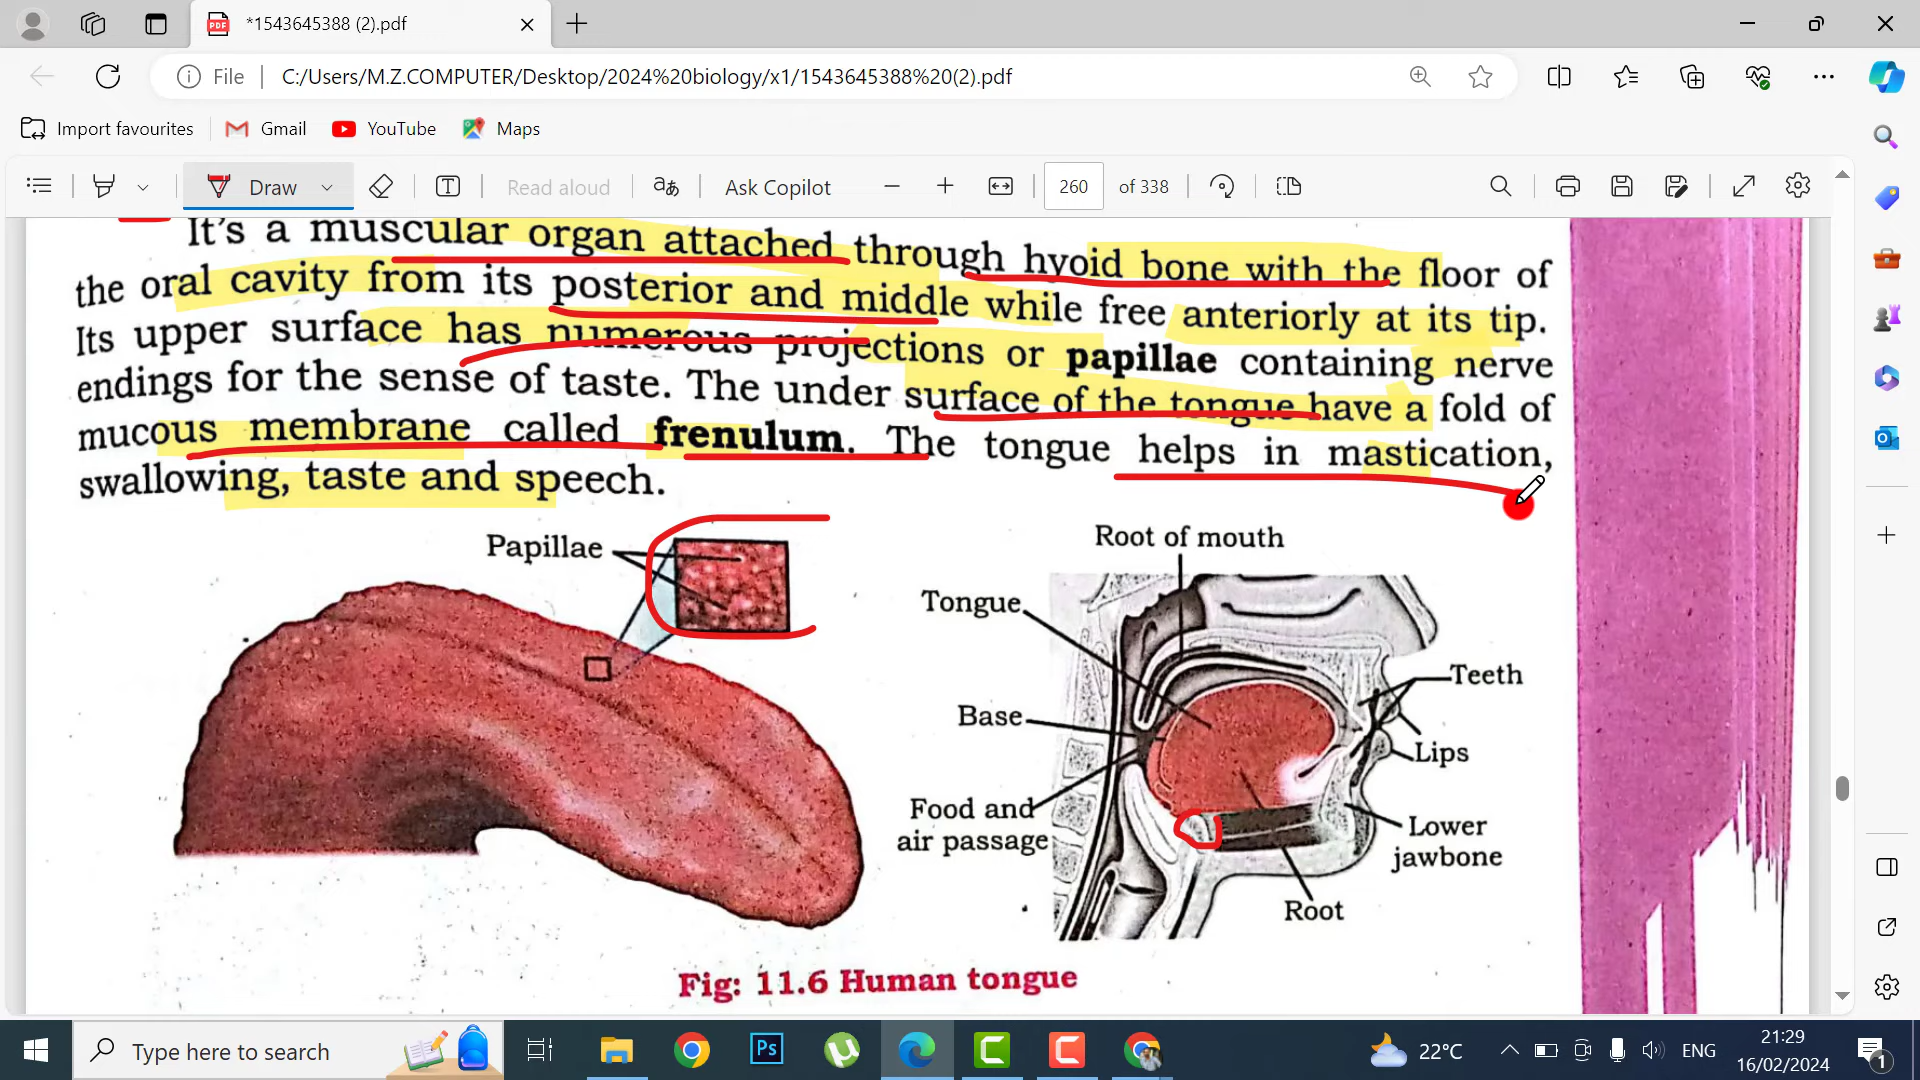 *1543645388 (2).pdf
File
C:/Users/M.Z.COMPUTER/Desktop/2024%20biology/x1/1543645388%20(2).pdf
Import favourites
Gmail
YouTube
Maps
Draw
Read aloud
Ask Copilot
260
of 338
It's a muscular organ attached through hyoid bone with the floor of
the oral cavity from its posterior and middle while free anteriorly at its tip.
Its upper surface has numerous projections or papillae containing nerve
endings for the sense of taste. The under surface of the tongue have a fold of
mucous membrane called frenulum. The tongue helps in mastication,
swallowing, taste and speech.
Papillae
Root of mouth
Tongue
Base
Food and
air passage
Teeth
Lips
Lower
jawbone
Root
Fig: 11.6 Human tongue
Type here to search
Ps
22°C
ENG
21:29
16/02/2024
1